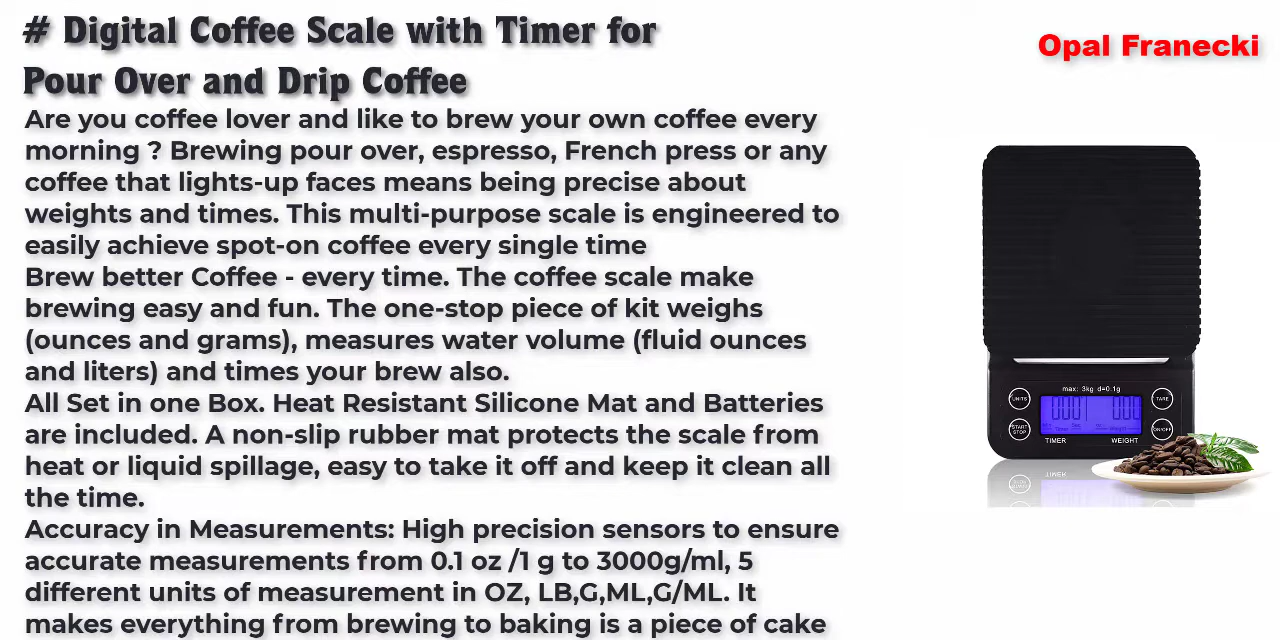 # Digital Coffee Scale with Timer for
Pour Over and Drip Coffee
Opal Franecki
Are you coffee lover and like to brew your own coffee every
morning ? Brewing pour over, espresso, French press or any
coffee that lights-up faces means being precise about
weights and times. This multi-purpose scale is engineered to
easily achieve spot-on coffee every single time
Brew better Coffee - every time. The coffee scale make
brewing easy and fun. The one-stop piece of kit weighs
(ounces and grams), measures water volume (fluid ounces
and liters) and times your brew also.
All Set in one Box. Heat Resistant Silicone Mat and Batteries
are included. A non-slip rubber mat protects the scale from
heat or liquid spillage, easy to take it off and keep it clean all
the time.
Accuracy in Measurements: High precision sensors to ensure
accurate measurements from 0.1 oz /1 g to 3000g/ml, 5
different units of measurement in OZ, LB,G,ML,G/ML. It
makes everything from brewing to baking is a piece of cake
max: 3kg d=0.1g
UNITS
TARE
START
STOP
ON/OFF
TIMER WEIGHT